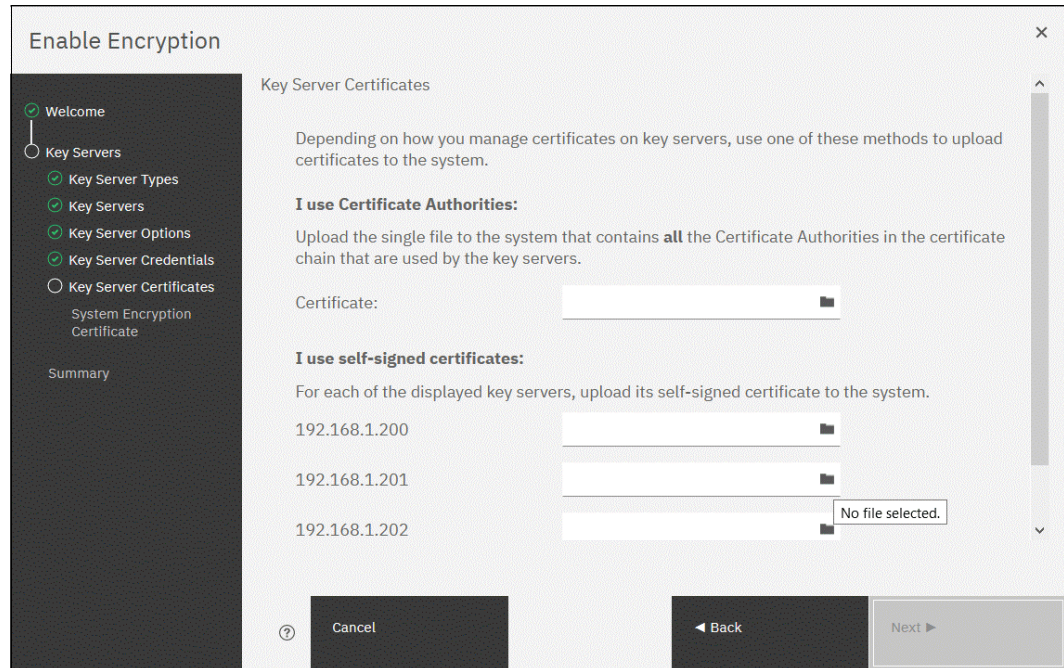 Enable Encryption
Welcome
Key Servers
Key Server Types
Key Servers
Key Server Options
Key Server Credentials
Key Server Certificates
System Encryption
Certificate
Summary
Key Server Certificates
Depending on how you manage certificates on key servers, use one of these methods to upload
certificates to the system.
I use Certificate Authorities:
Upload the single file to the system that contains all the Certificate Authorities in the certificate
chain that are used by the key servers.
Certificate:
I use self-signed certificates:
For each of the displayed key servers, upload its self-signed certificate to the system.
192.168.1.200
192.168.1.201
No file selected.
192.168.1.202
Cancel
Back
Next